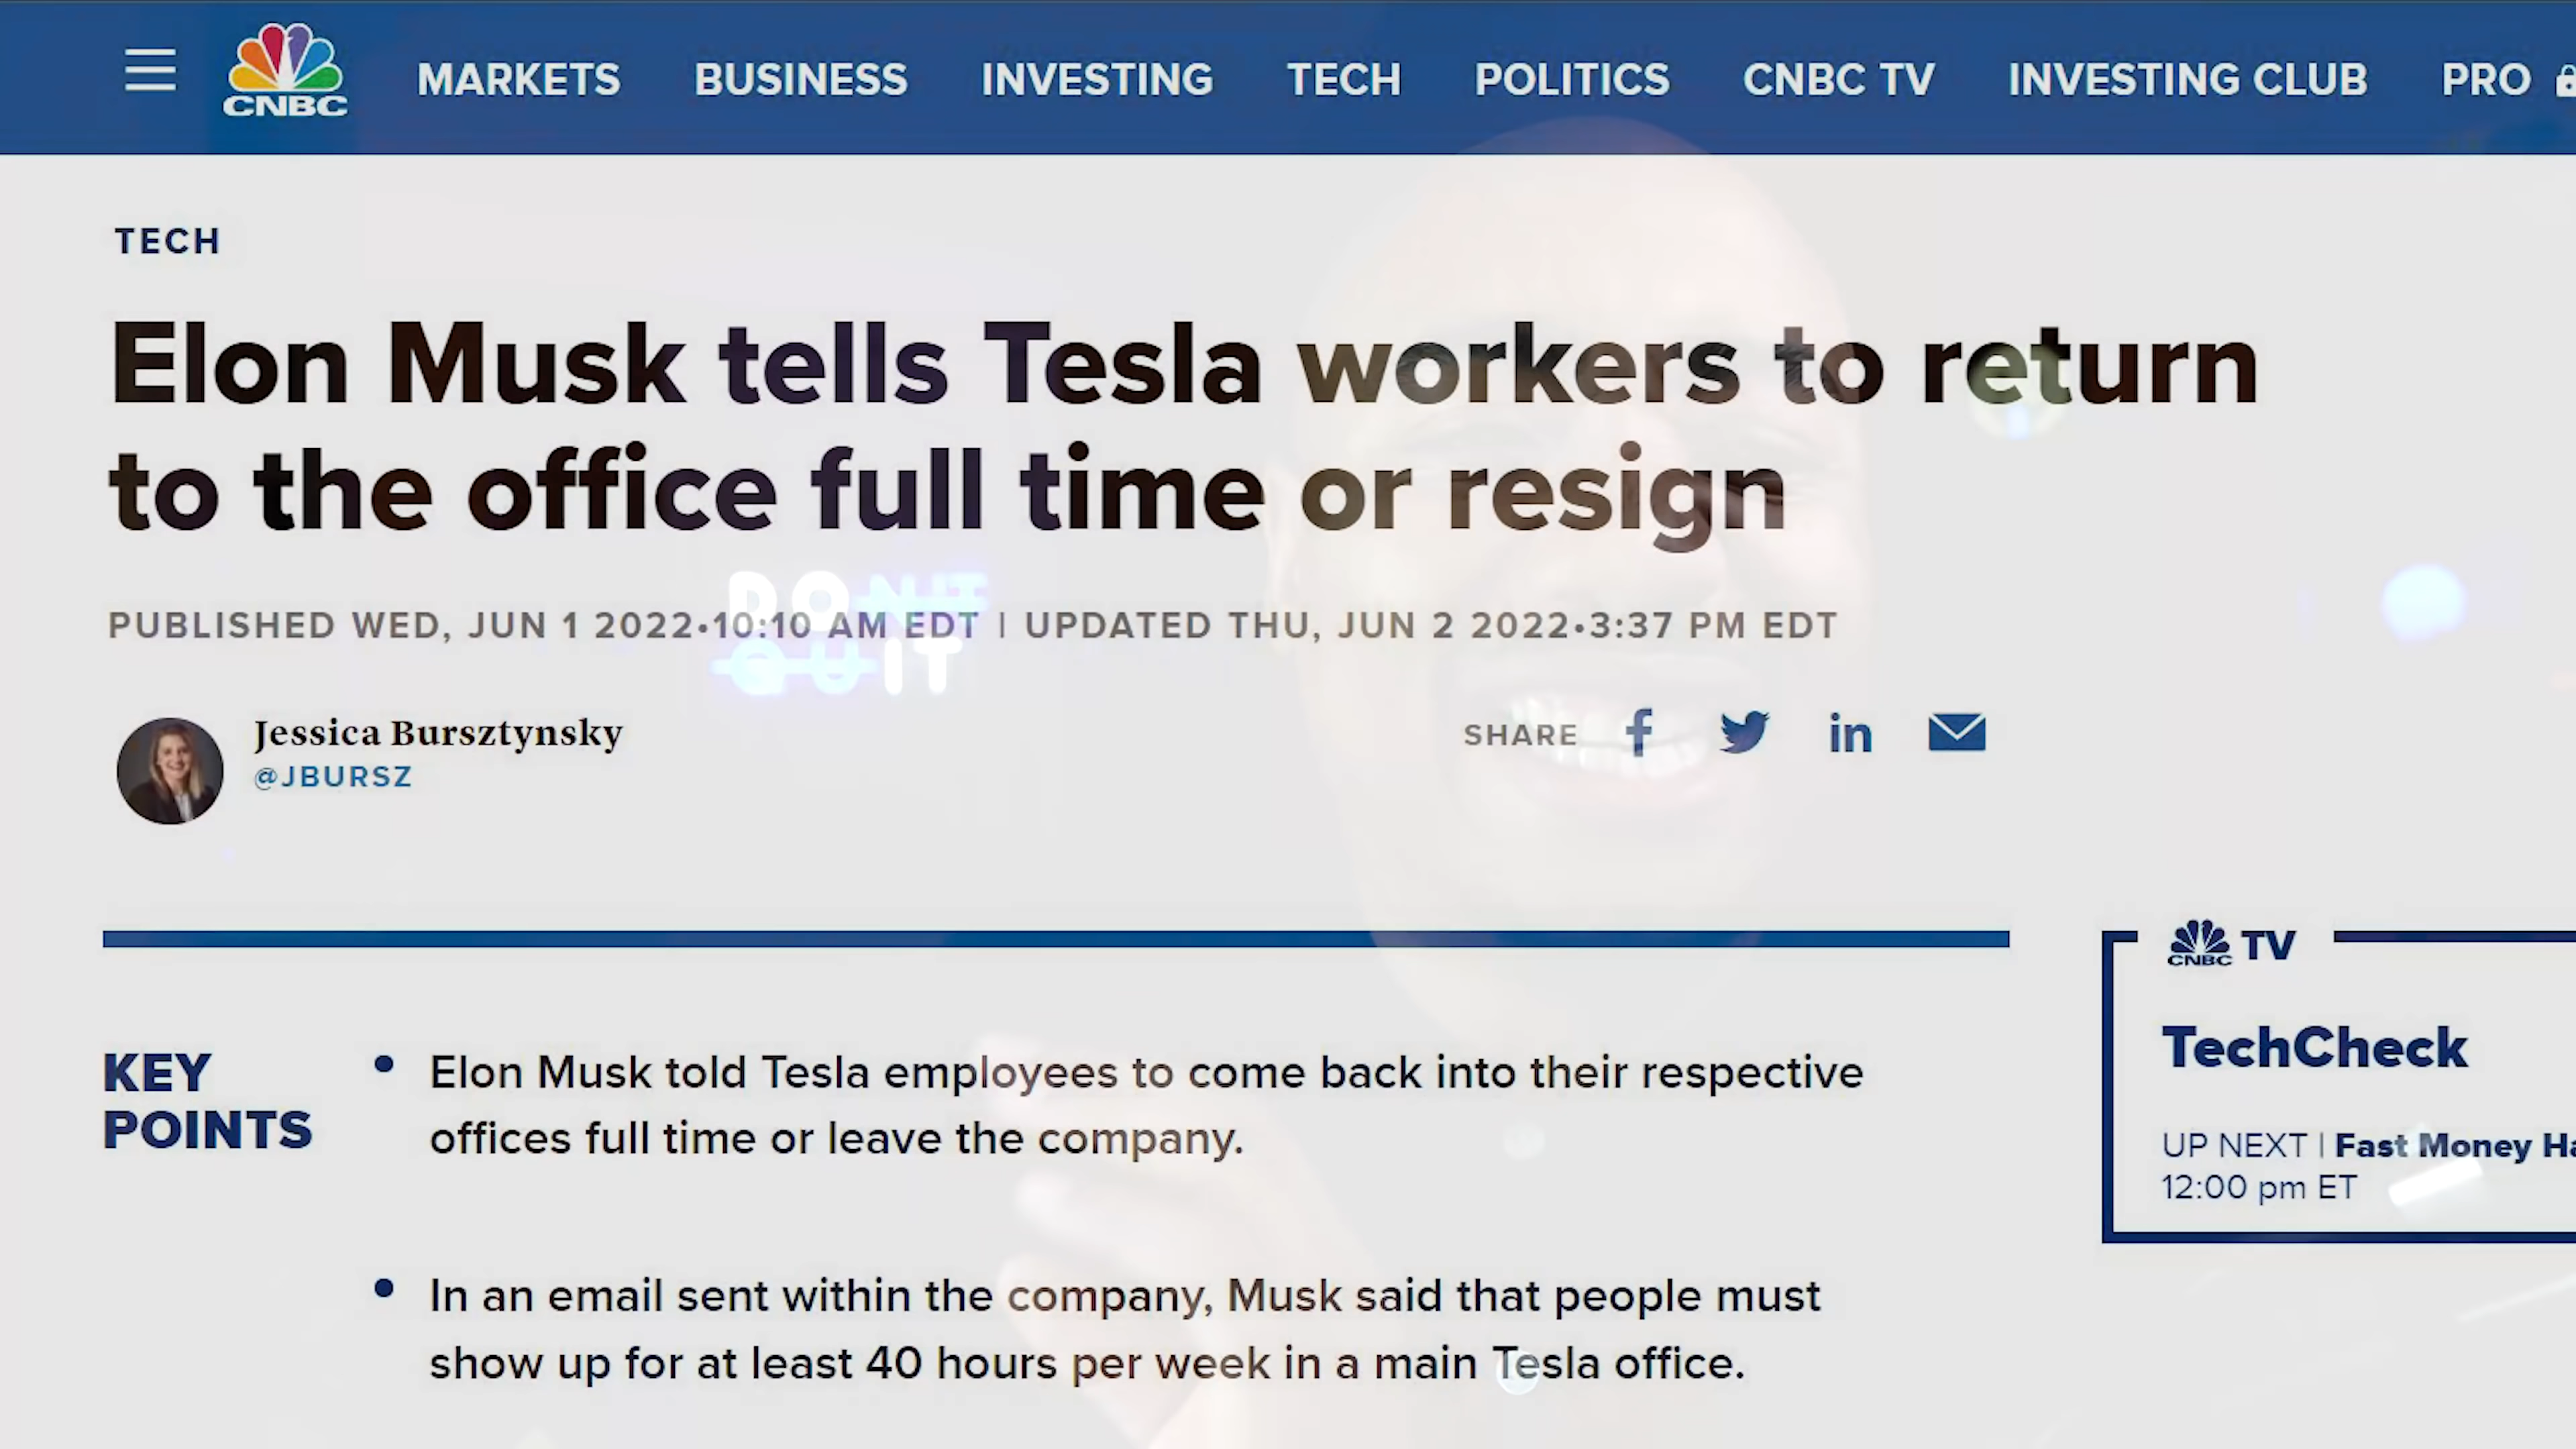 CNBC
MARKETS BUSINESS INVESTING TECH POLITICS CNBC TV INVESTING CLUB PRO
TECH
Elon Musk tells Tesla workers to return
to the office full time or resign
DON'T
QUIT
PUBLISHED WED, JUN 1 2022•10:10 AM EDT | UPDATED THU, JUN 2 2022•3:37 PM EDT
Jessica Bursztynsky
@JBURSZ
SHARE f in
CNBC TV
TechCheck
UP NEXT | Fast Money Ha
12:00 pm ET
KEY
POINTS
• Elon Musk told Tesla employees to come back into their respective
offices full time or leave the company.
• In an email sent within the company, Musk said that people must
show up for at least 40 hours per week in a main Tesla office.